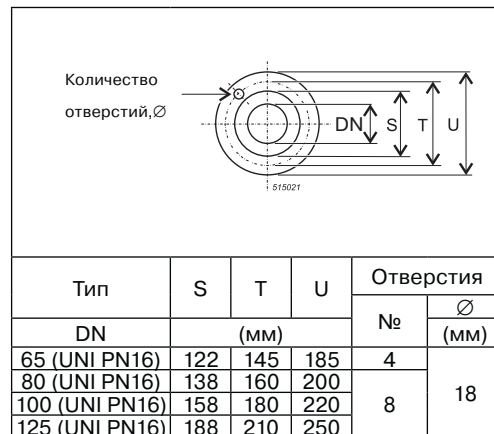 Количество
отверстий,∅
DN S T U
515021
Тип S T U Отверстия
№ ∅
DN (мм) (мм)
65 (UNI PN16) 122 145 185 4
80 (UNI PN16) 138 160 200
100 (UNI PN16) 158 180 220 8 18
125 (UNI PN16) 188 210 250